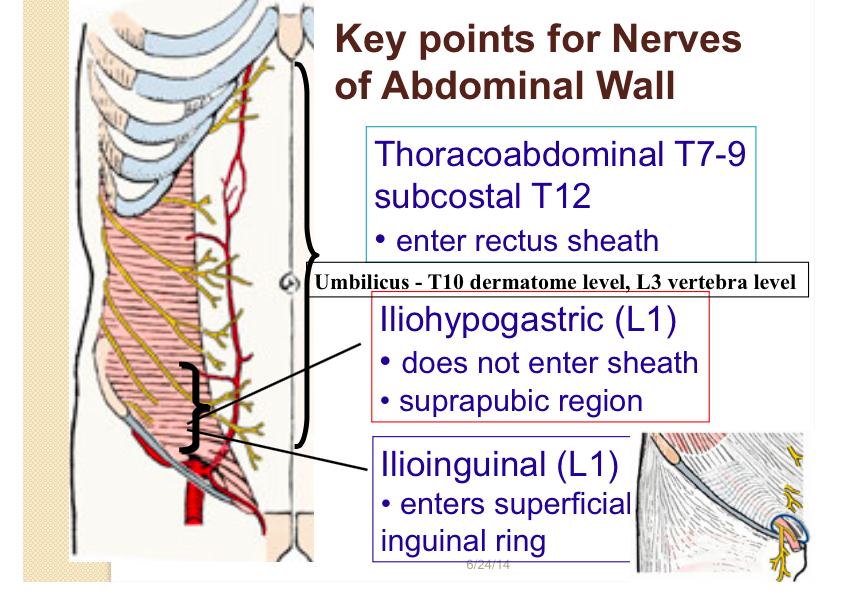 Key points for Nerves
of Abdominal Wall
Thoracoabdominal T7-9
subcostal T12
• enter rectus sheath
Umbilicus - T10 dermatome level, L3 vertebra level
Iliohypogastric (L1)
• does not enter sheath
• suprapubic region
Ilioinguinal (L1)
• enters superficial
inguinal ring
6/24/14